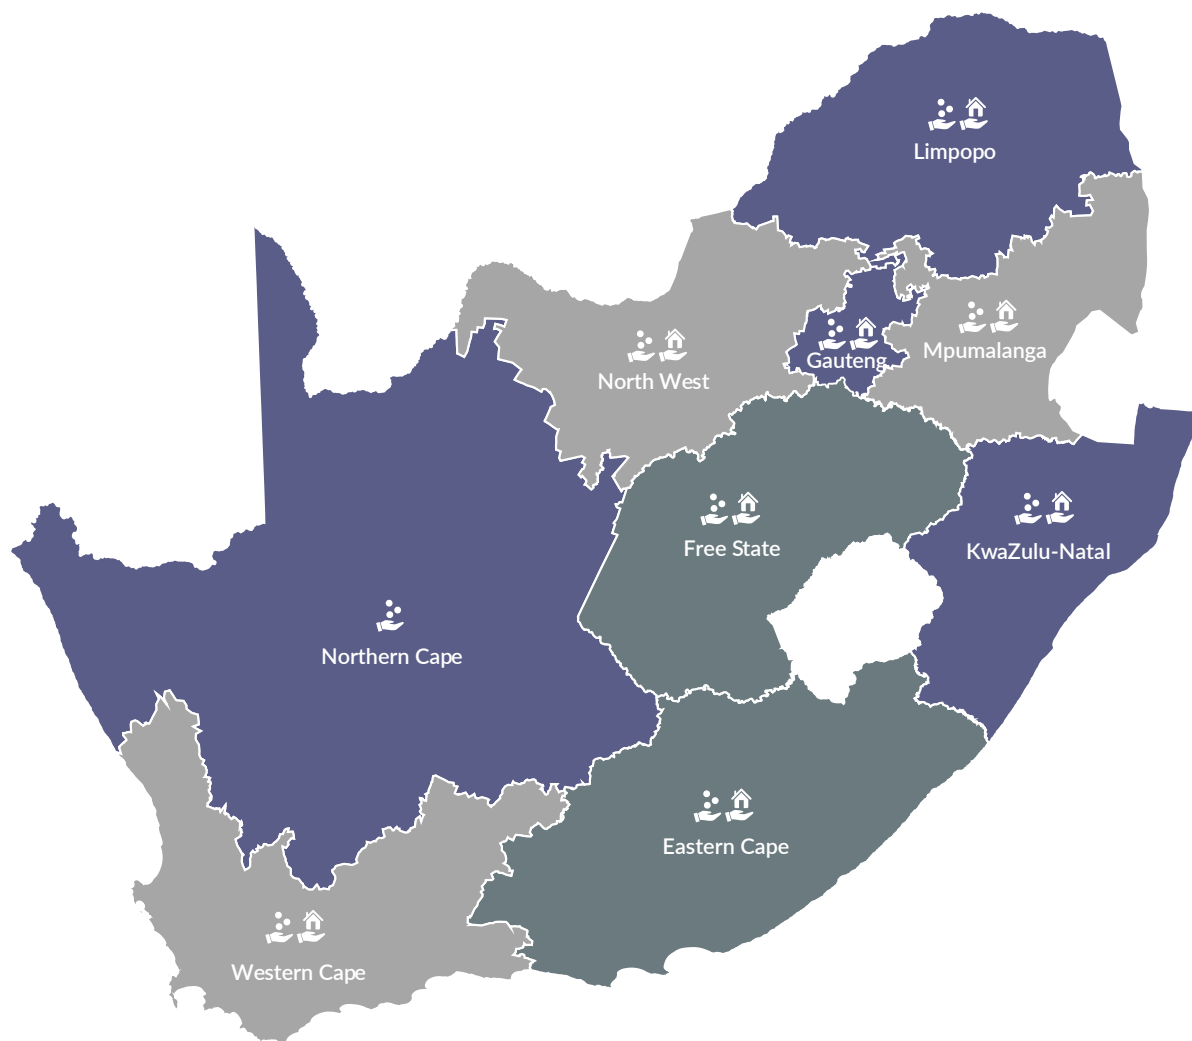 Limpopo
Mpumalanga
Gauteng
North West
Free State
KwaZulu-Natal
Northern Cape
Eastern Cape
Western Cape